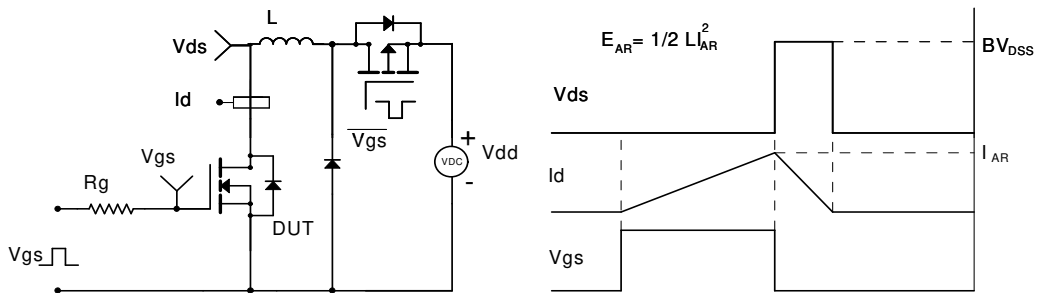 L
Vds
Id
Vgs
Vgs
+
VDC
Vdd
-
Vgs
Rg
DUT
Vgs
E_AR = 1/2 LI_AR^2
BV_DSS
Vds
I_AR
Id
Vgs